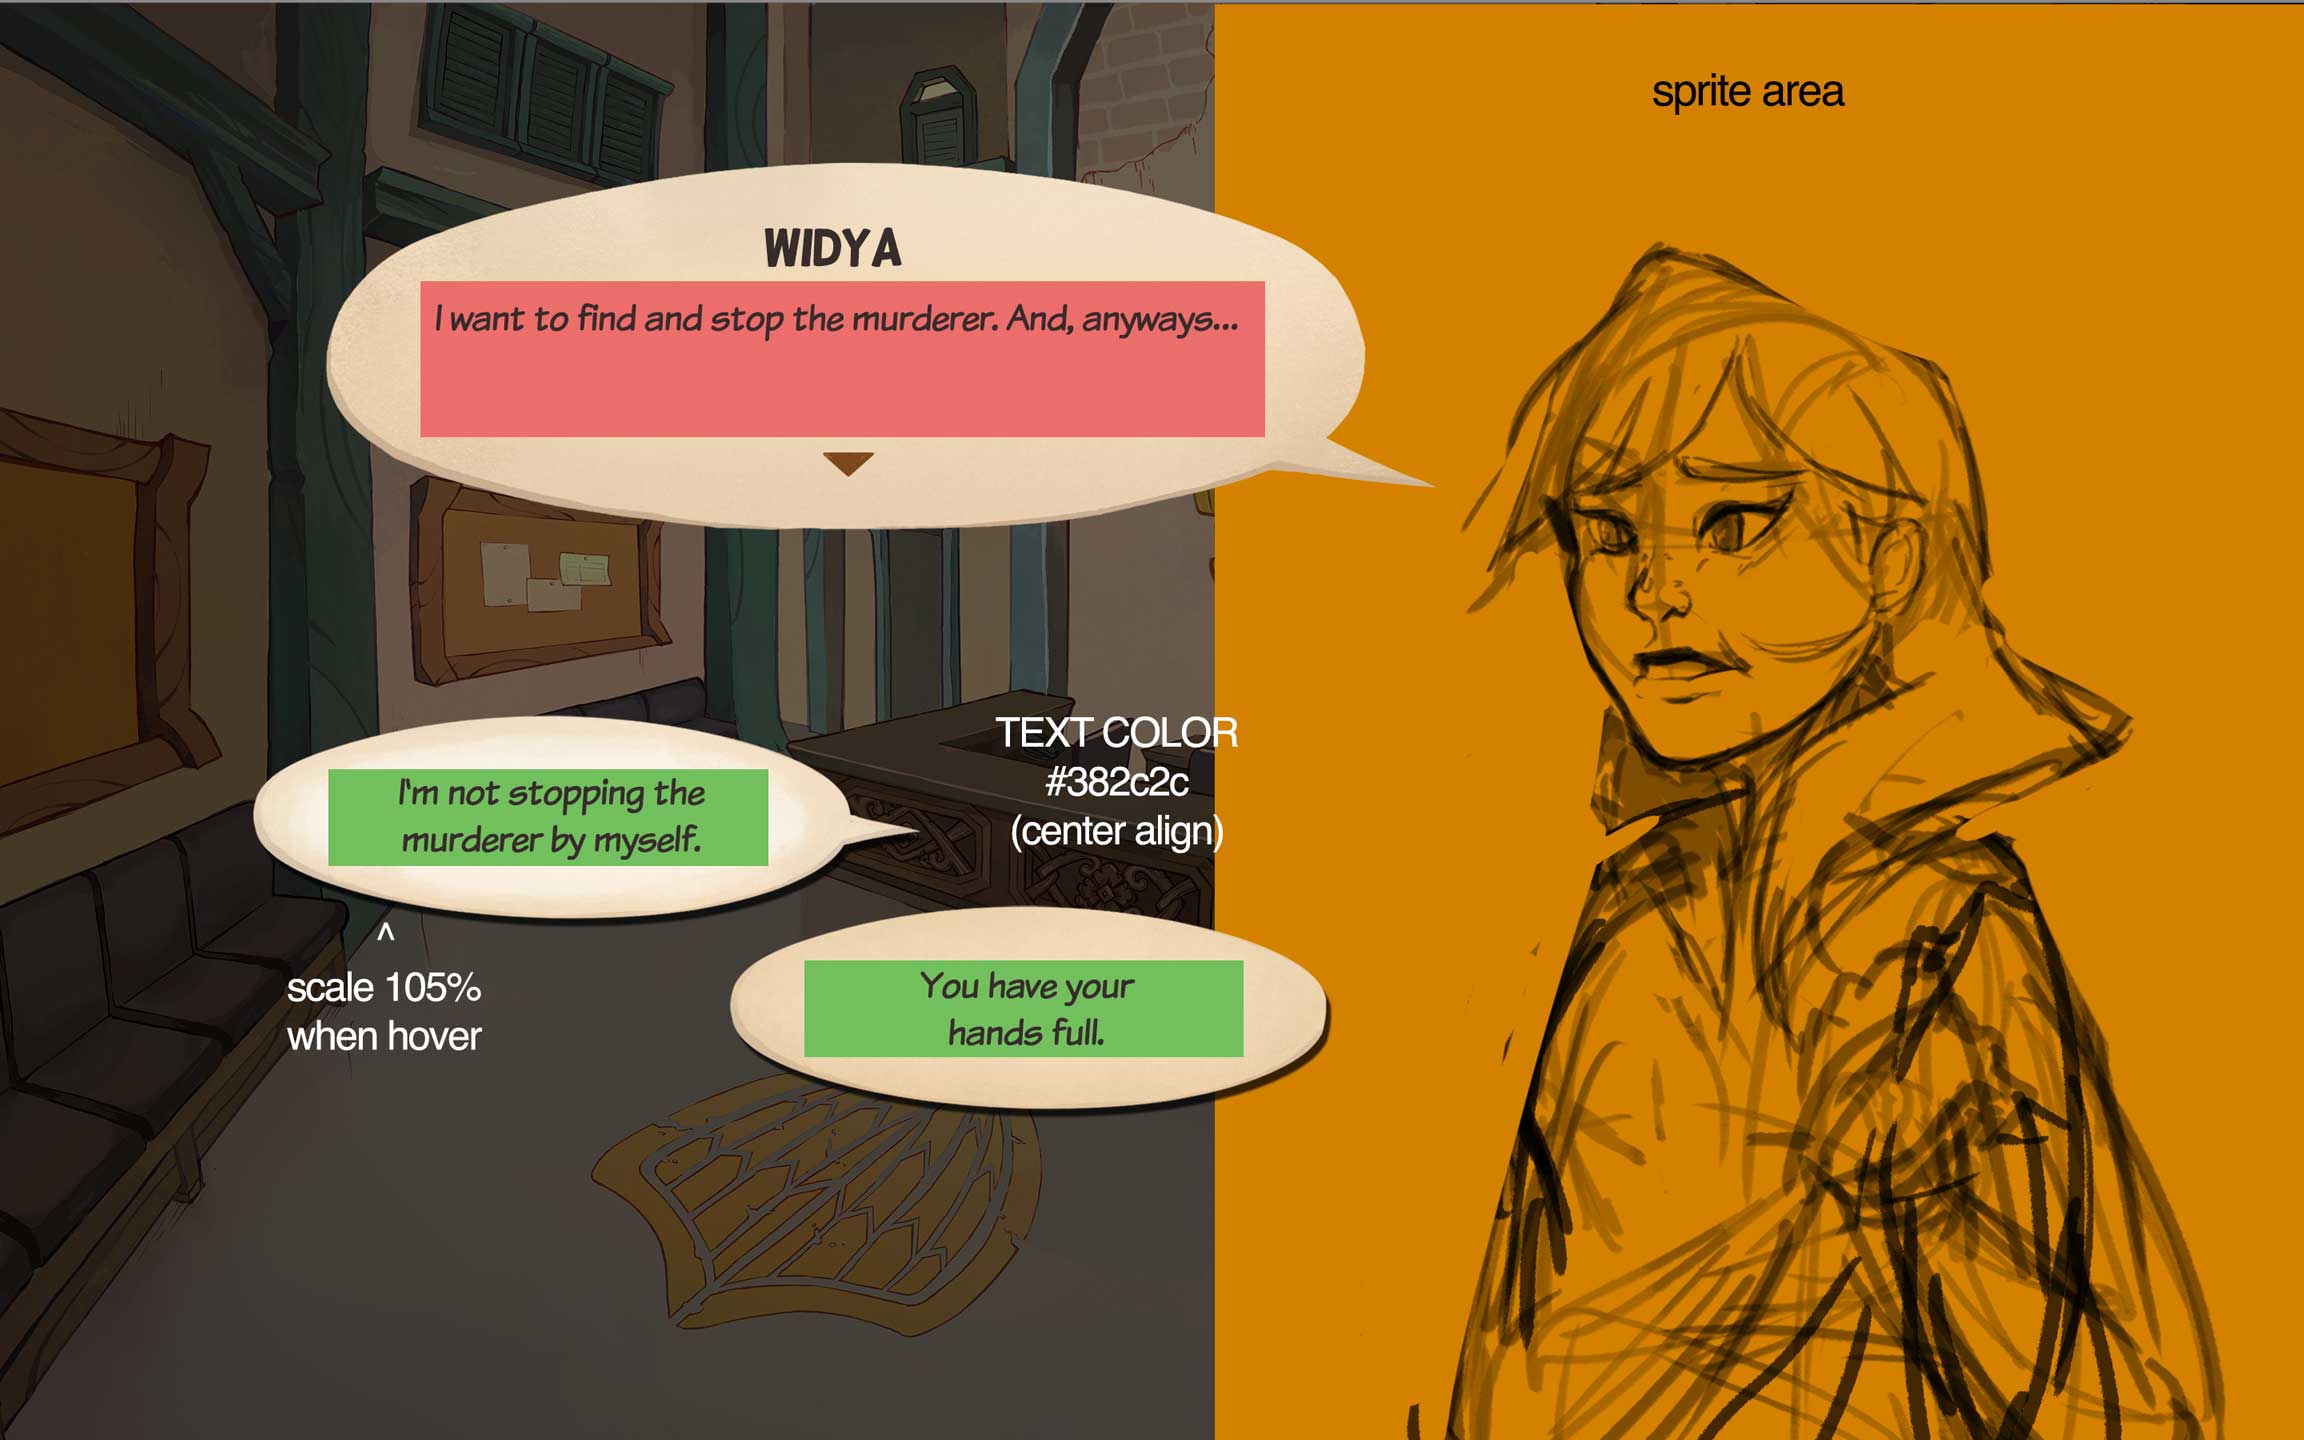 sprite area
WIDYA
I want to find and stop the murderer. And, anyways...
I'm not stopping the
murderer by myself.
TEXT COLOR
#382c2c
(center align)
^
scale 105%
when hover
You have your
hands full.